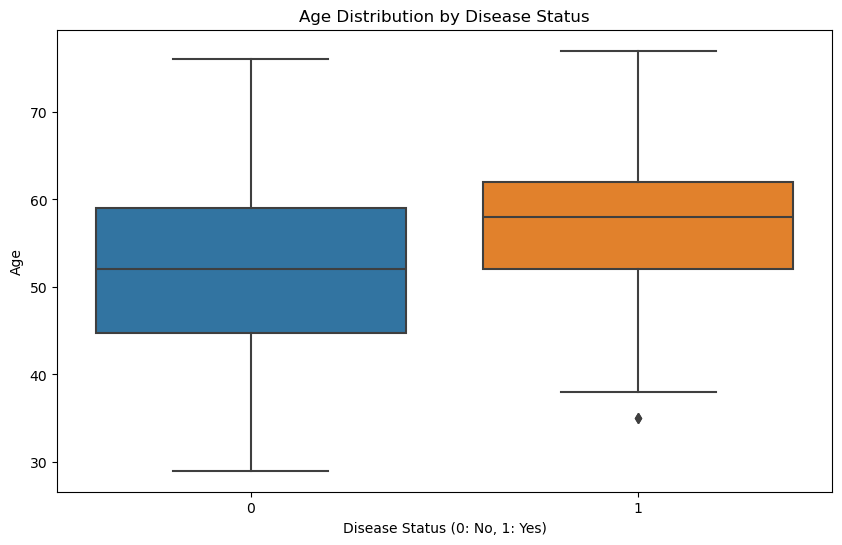 Age Distribution by Disease Status
70
60
50
40
30
Age
0
1
Disease Status (0: No, 1: Yes)